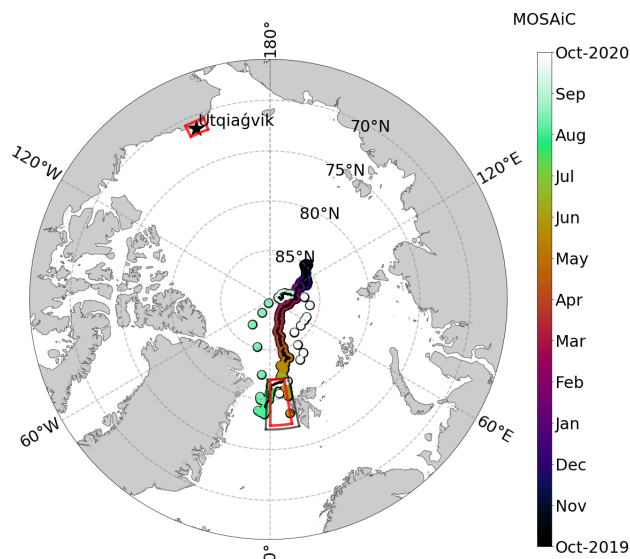 MOSAiC
180°
Oct-2020
Sep
Utqiaġvik
70°N
Aug
120°W
75°N
120°E
Jul
80°N
Jun
85°N
May
Apr
Mar
Feb
60°W
60°E
Jan
Dec
Nov
0°
Oct-2019